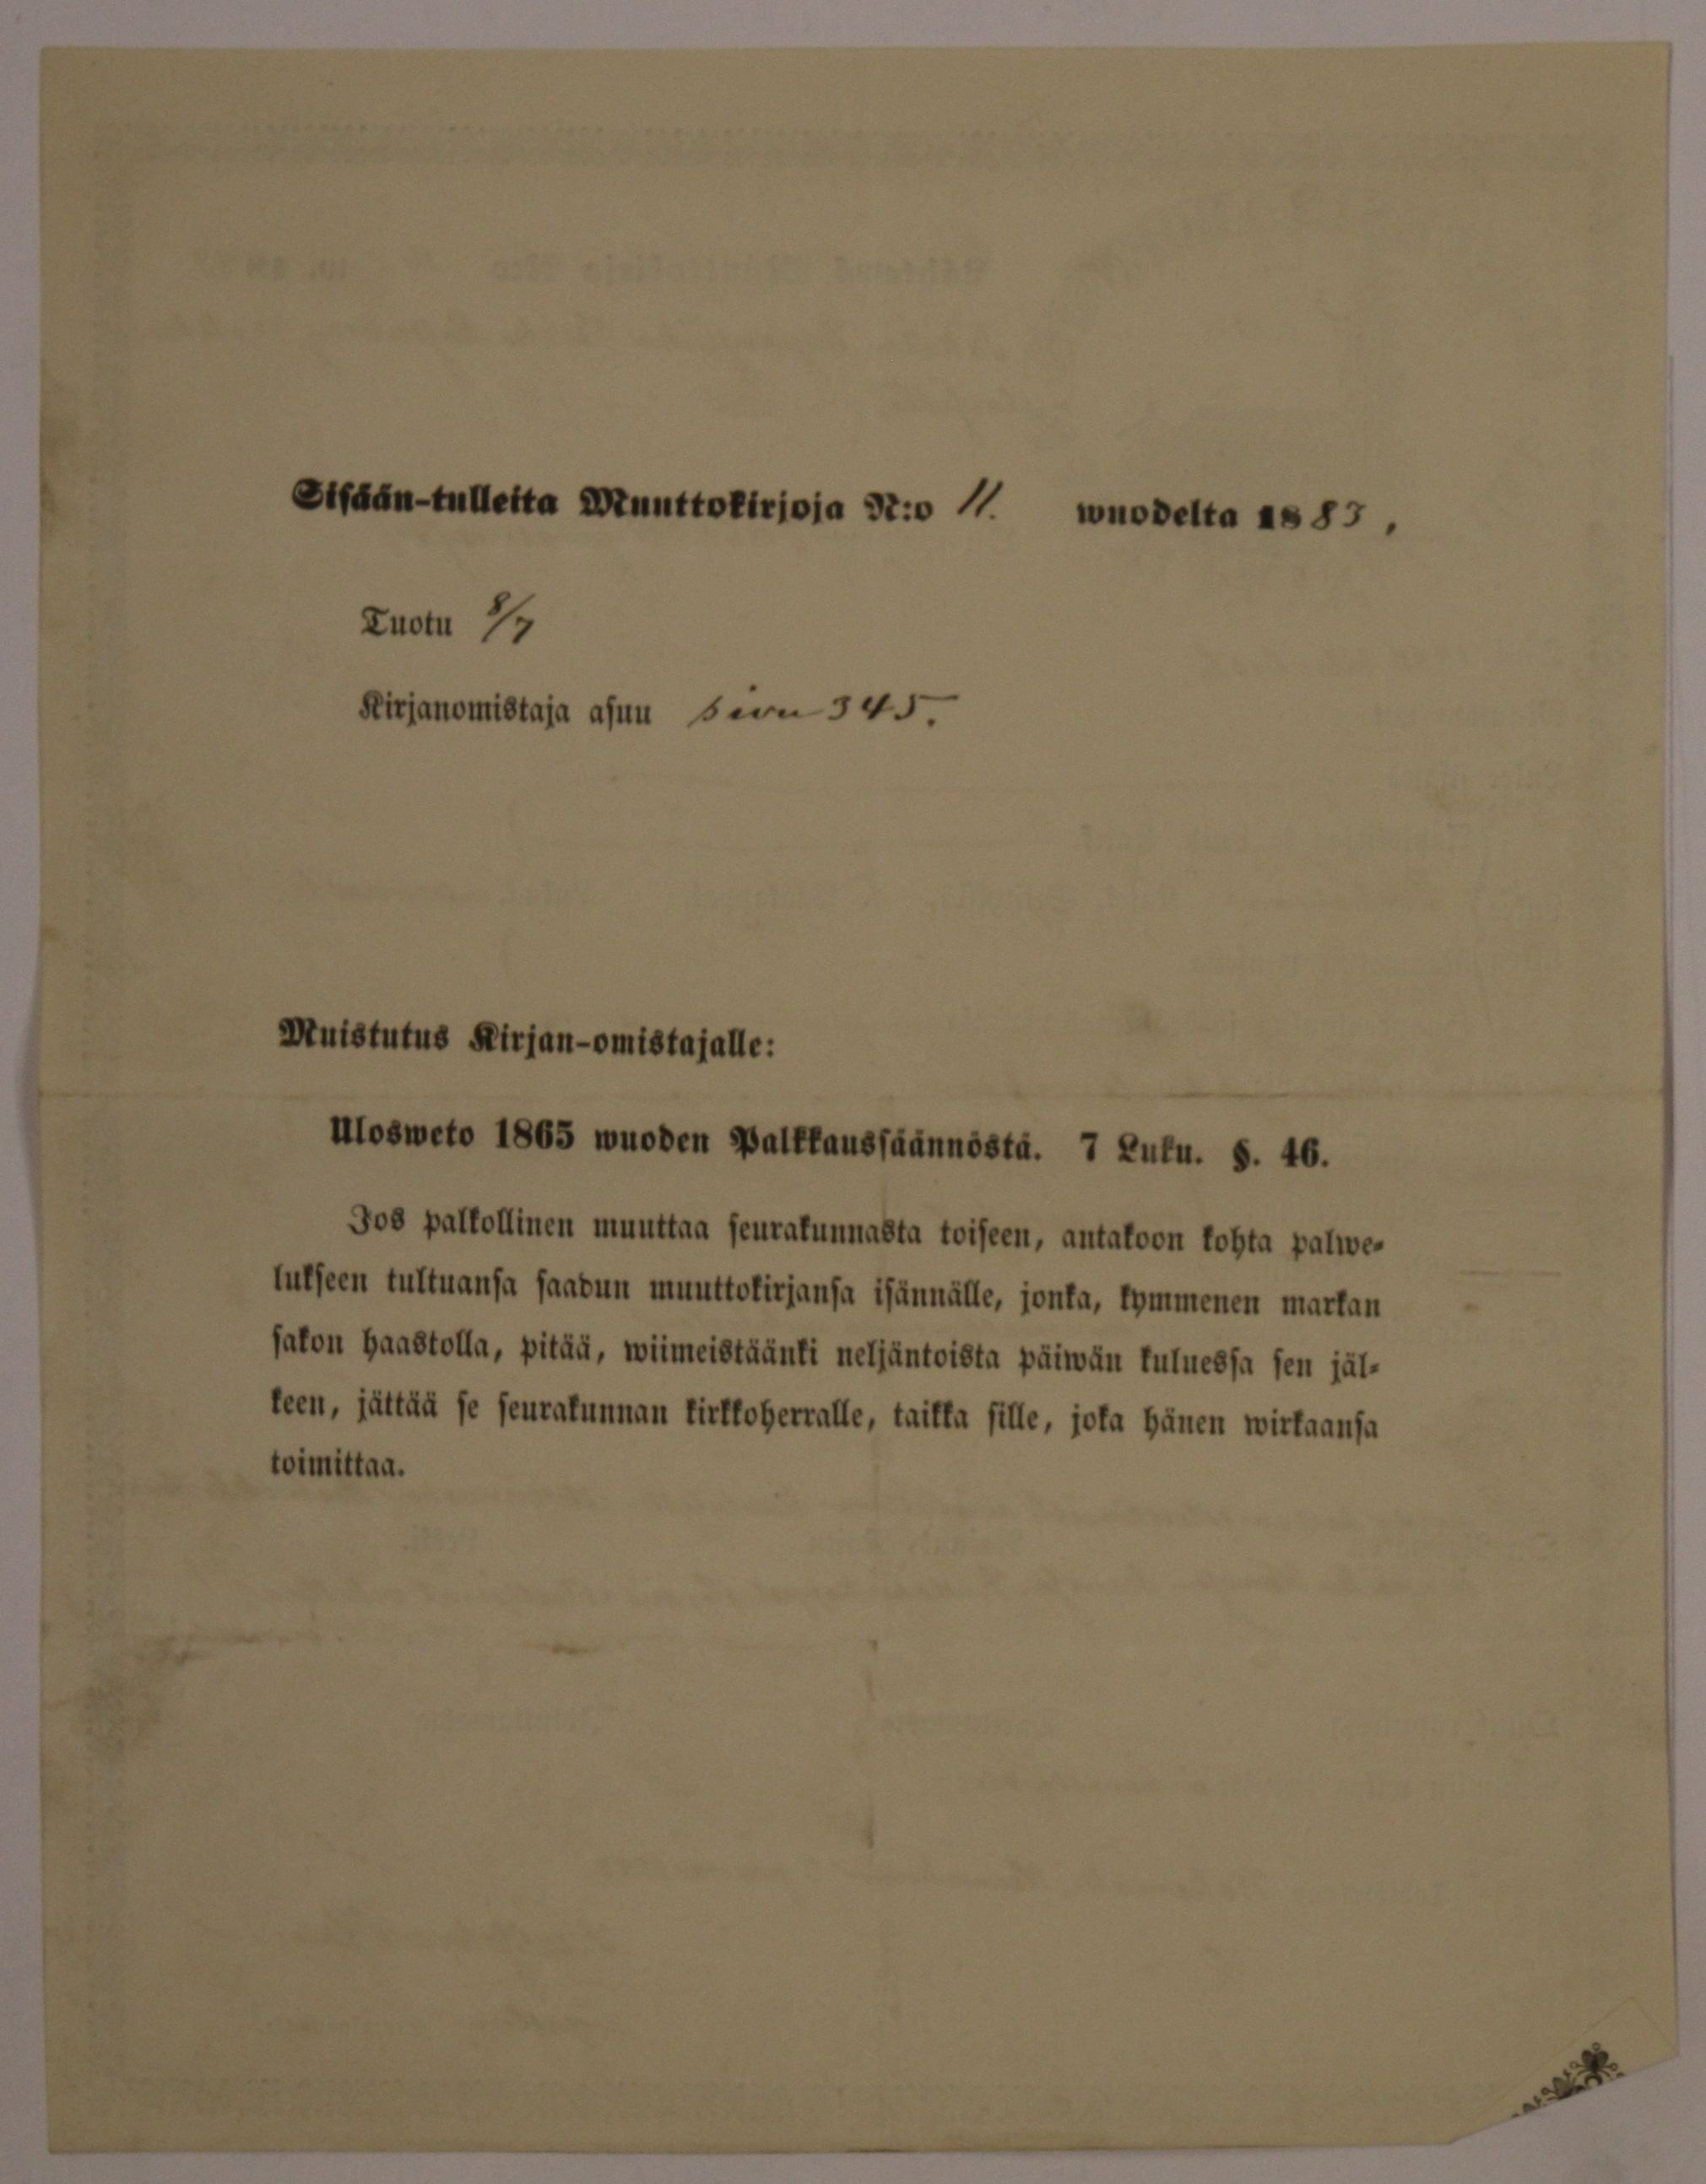 Sisään-tulleita Muuttokirjoja N:o 11. wuodelta 1883,
Tuotu 8/7
Kirjanomistaja asuu sivu 345.
Muistutus Kirjan-omistajalle:
Ulosweto 1865 wuoden Palkkaussäännöstä. 7 Luku. §. 46.
Jos palkollinen muuttaa seurakunnasta toiseen, antakoon kohta palwe-
lukseen tultuansa saadun muuttokirjansa isännälle, jonka, kymmenen markan
sakon haastolla, pitää, wiimeistäänki neljäntoista päiwän kuluessa sen jäl-
keen, jättää se seurakunnan kirkkoherralle, taikka sille, joka hänen wirkaansa
toimittaa.